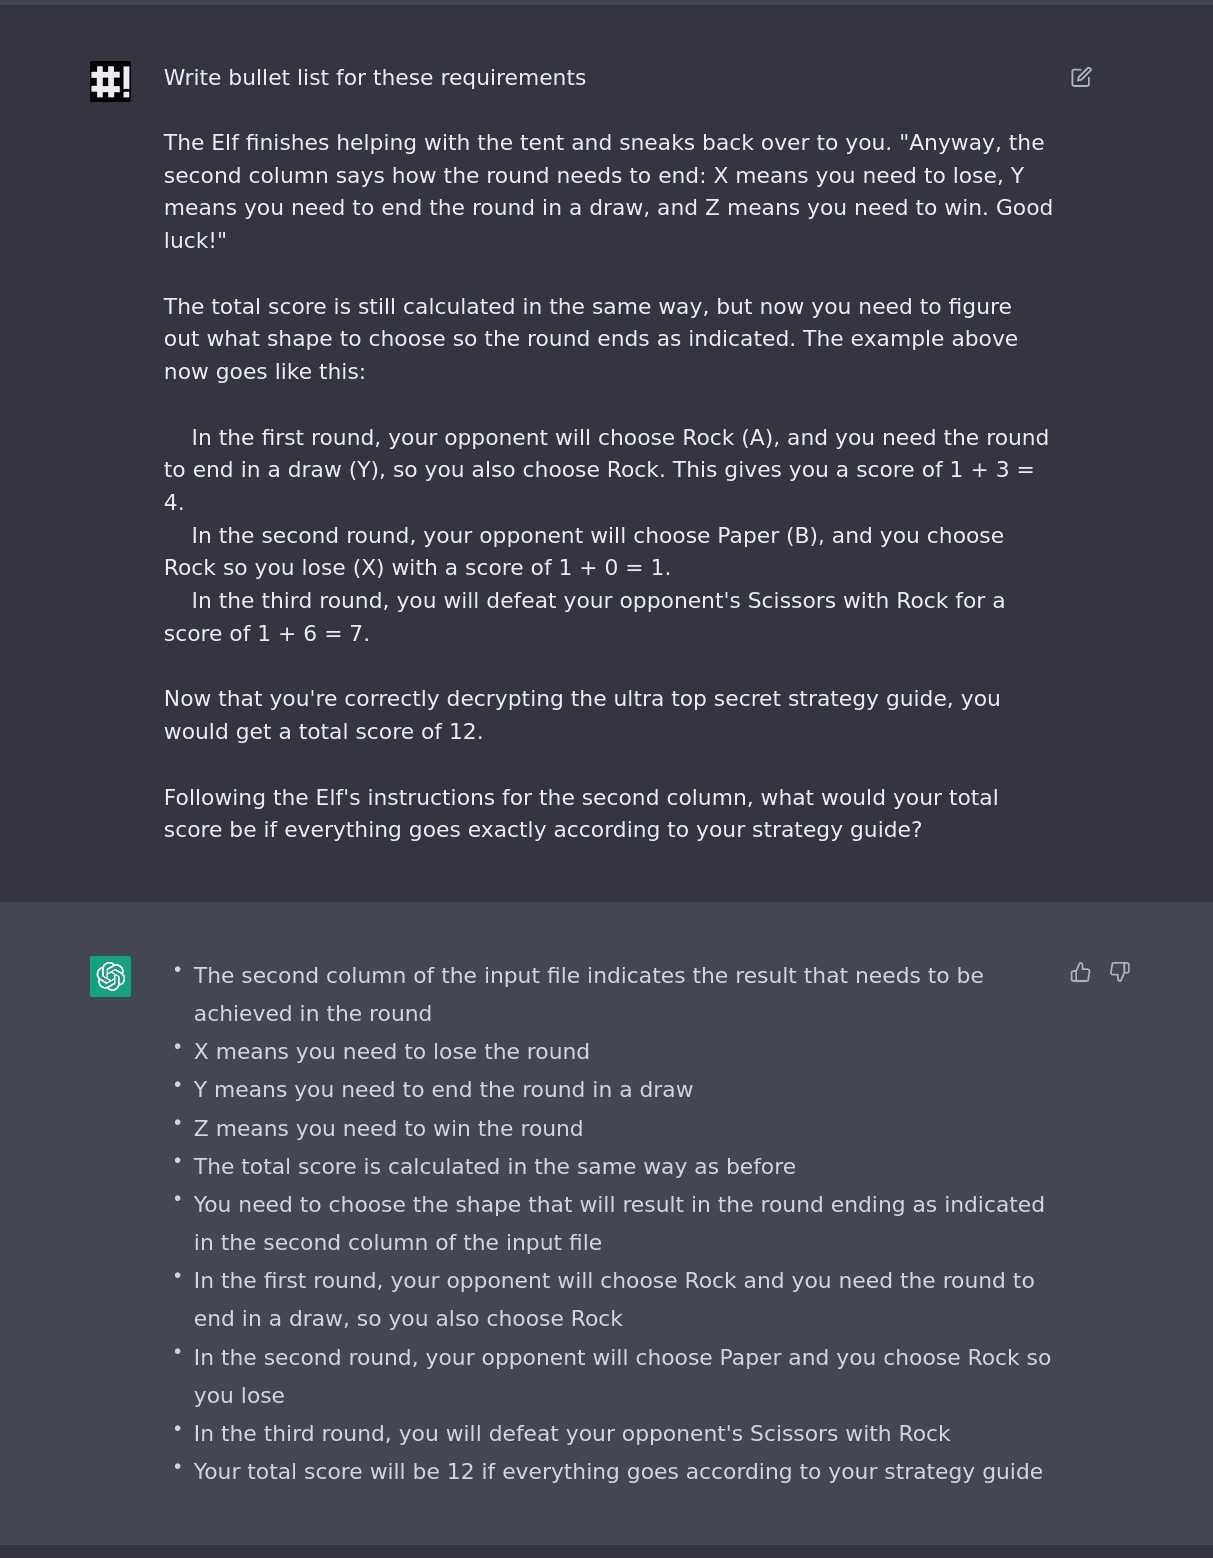 #!
Write bullet list for these requirements
The Elf finishes helping with the tent and sneaks back over to you. "Anyway, the
second column says how the round needs to end: X means you need to lose, Y
means you need to end the round in a draw, and Z means you need to win. Good
luck!"
The total score is still calculated in the same way, but now you need to figure
out what shape to choose so the round ends as indicated. The example above
now goes like this:
In the first round, your opponent will choose Rock (A), and you need the round
to end in a draw (Y), so you also choose Rock. This gives you a score of 1 + 3 =
4.
In the second round, your opponent will choose Paper (B), and you choose
Rock so you lose (X) with a score of 1 + 0 = 1.
In the third round, you will defeat your opponent's Scissors with Rock for a
score of 1 + 6 = 7.
Now that you're correctly decrypting the ultra top secret strategy guide, you
would get a total score of 12.
Following the Elf's instructions for the second column, what would your total
score be if everything goes exactly according to your strategy guide?
• The second column of the input file indicates the result that needs to be
achieved in the round
• X means you need to lose the round
• Y means you need to end the round in a draw
• Z means you need to win the round
• The total score is calculated in the same way as before
• You need to choose the shape that will result in the round ending as indicated
in the second column of the input file
• In the first round, your opponent will choose Rock and you need the round to
end in a draw, so you also choose Rock
• In the second round, your opponent will choose Paper and you choose Rock so
you lose
• In the third round, you will defeat your opponent's Scissors with Rock
• Your total score will be 12 if everything goes according to your strategy guide